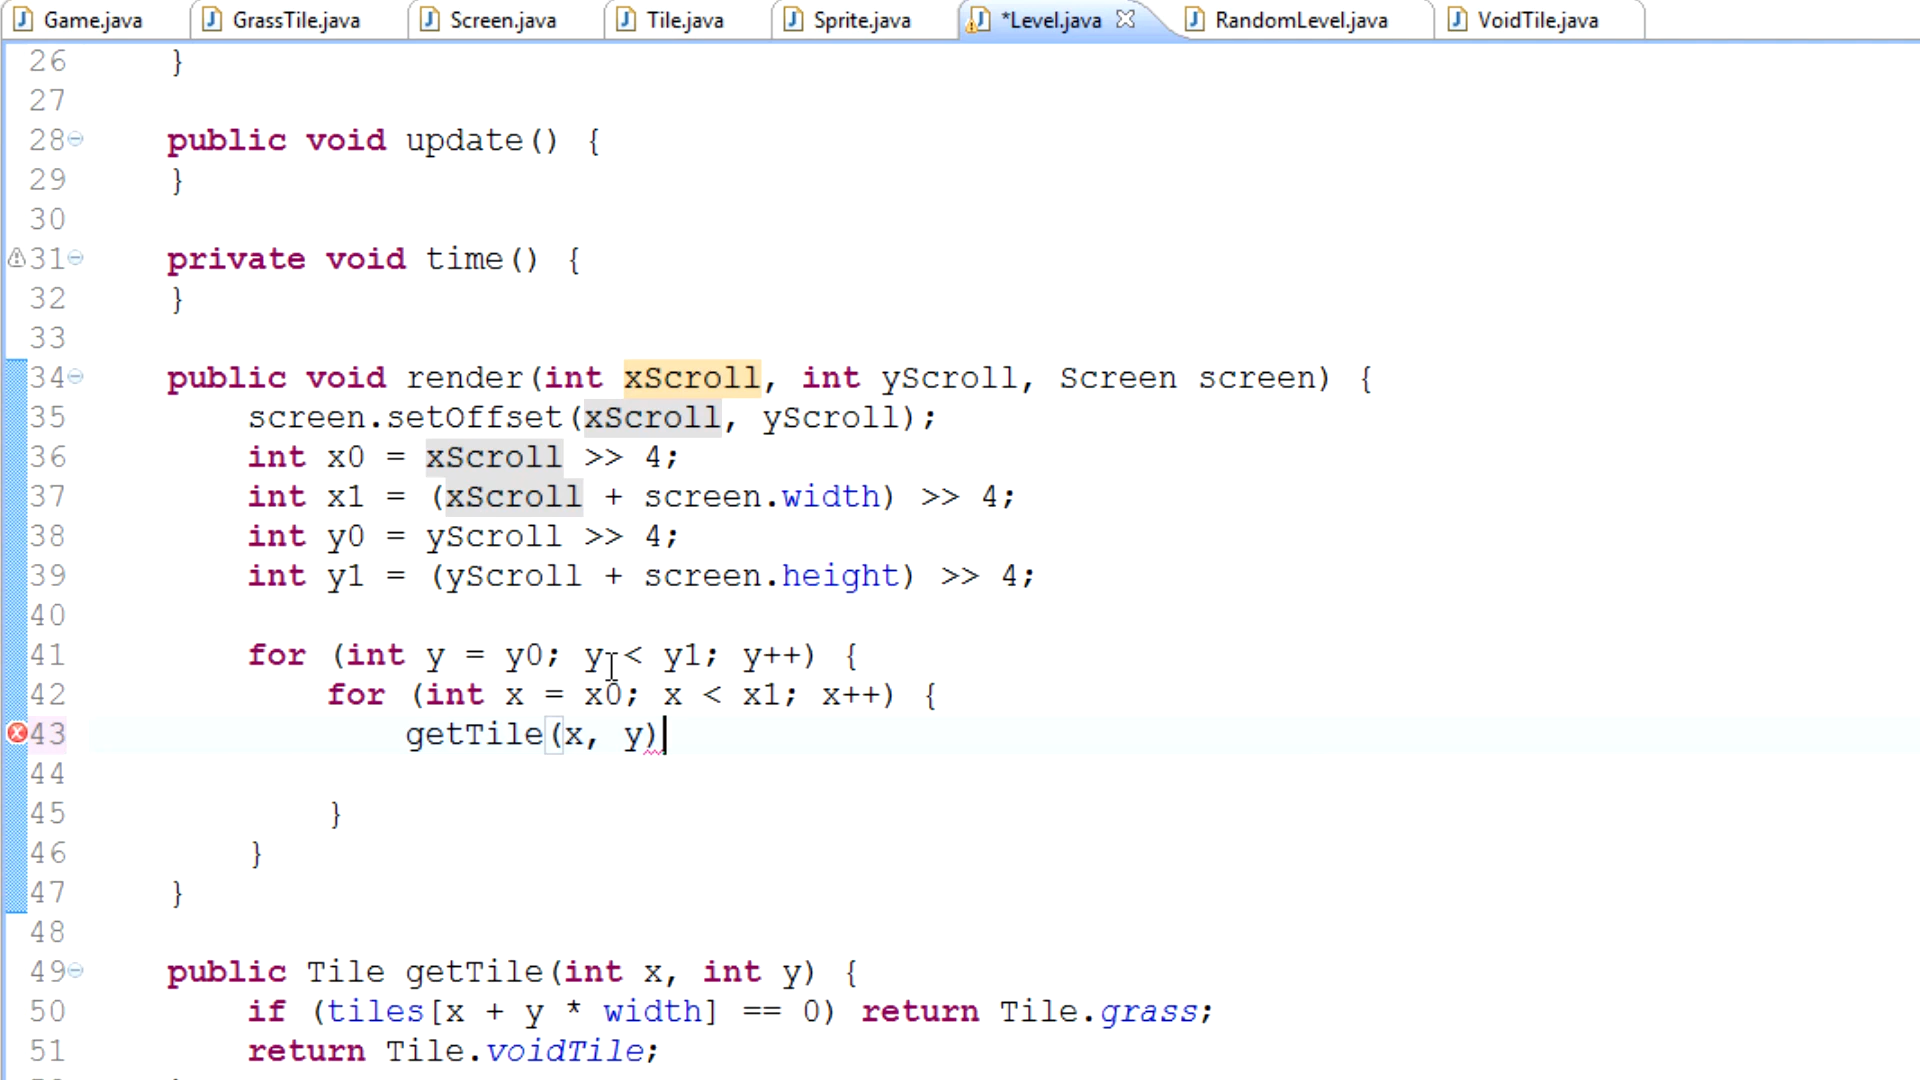 Game.java GrassTile.java Screen.java Tile.java Sprite.java *Level.java RandomLevel.java VoidTile.java
26 }
27
28 public void update() {
29 }
30
31 private void time() {
32 }
33
34 public void render(int xScroll, int yScroll, Screen screen) {
35 screen.setOffset(xScroll, yScroll);
36 int x0 = xScroll >> 4;
37 int x1 = (xScroll + screen.width) >> 4;
38 int y0 = yScroll >> 4;
39 int y1 = (yScroll + screen.height) >> 4;
40
41 for (int y = y0; y < y1; y++) {
42 for (int x = x0; x < x1; x++) {
43 getTile(x, y)
44
45 }
46 }
47 }
48
49 public Tile getTile(int x, int y) {
50 if (tiles[x + y * width] == 0) return Tile.grass;
51 return Tile.voidTile;